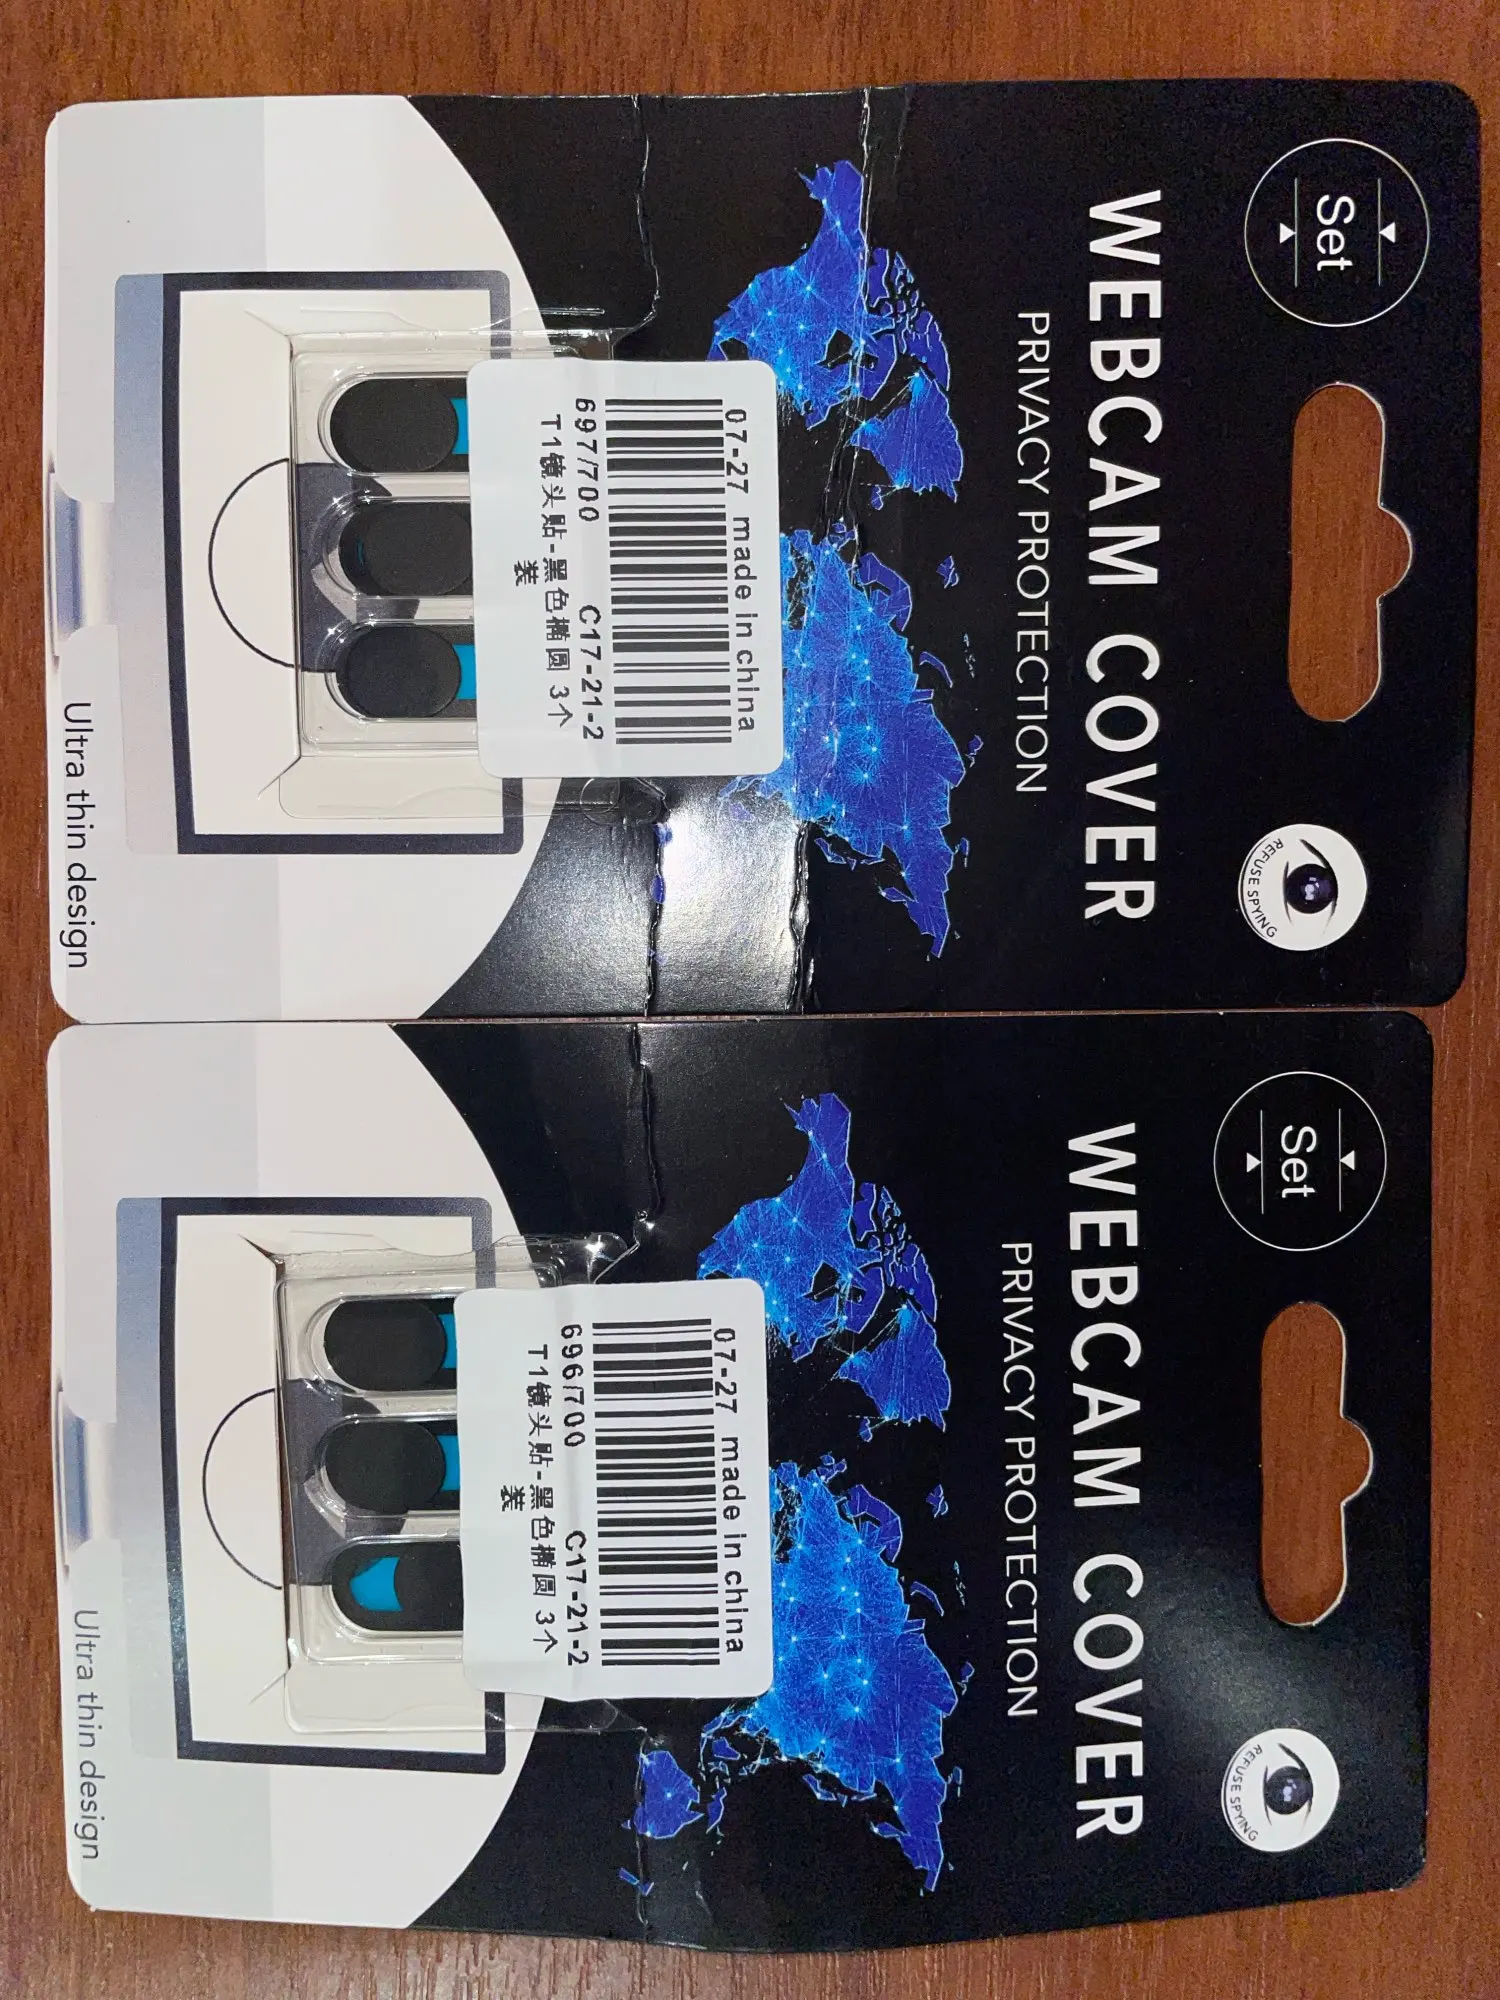 Set
REFUSE SPYING
WEBCAM COVER
PRIVACY PROTECTION
07-27 made in china
697/700 C17-21-2
T1镜头贴-黑色椭圆 3个
装
Ultra thin design
Set
REFUSE SPYING
WEBCAM COVER
PRIVACY PROTECTION
07-27 made in china
696/700 C17-21-2
T1镜头贴-黑色椭圆 3个
装
Ultra thin design